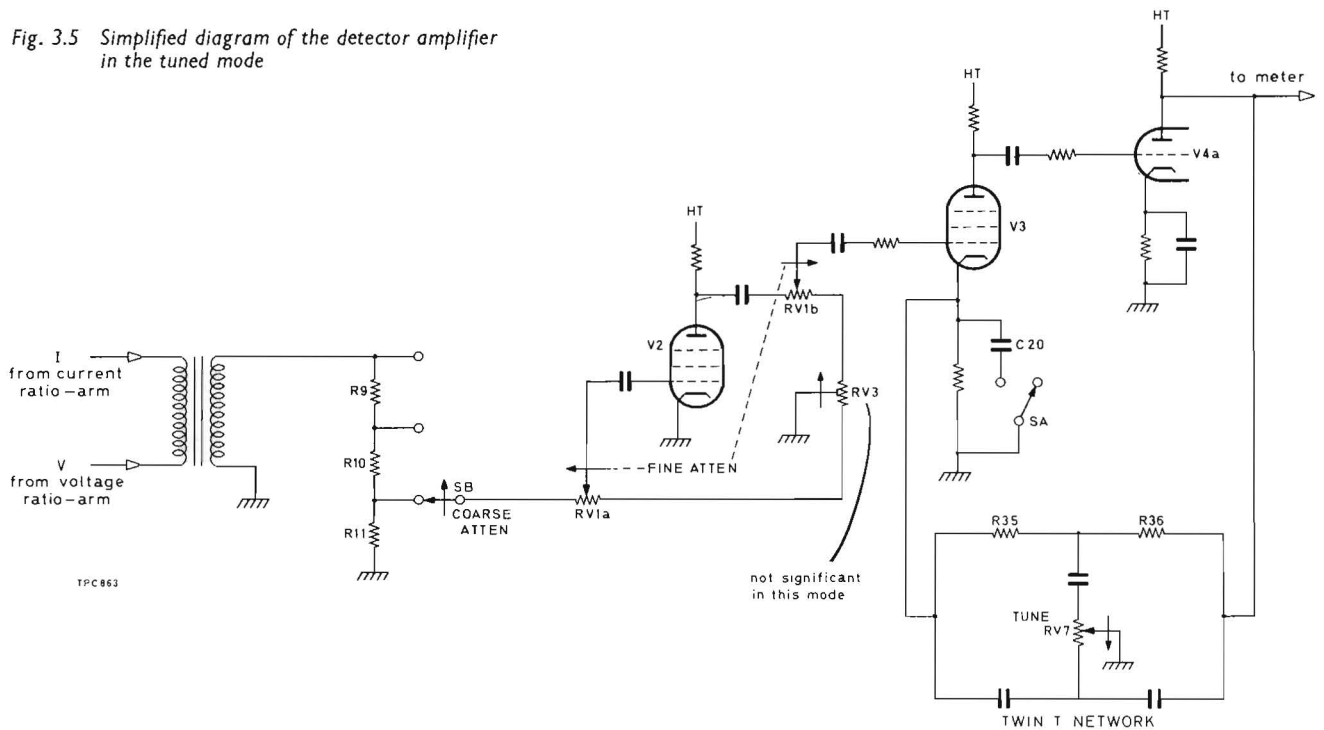 Fig. 3.5 Simplified diagram of the detector amplifier
in the tuned mode
HT
to meter
V4a
HT
V3
HT
V2
RV1b
RV3
C20
SA
I
from current
ratio-arm
V
from voltage
ratio-arm
R9
R10
R11
SB
COARSE
ATTEN
FINE ATTEN
RV1a
not significant
in this mode
R35
R36
TUNE
RV7
TWIN T NETWORK
TPC863